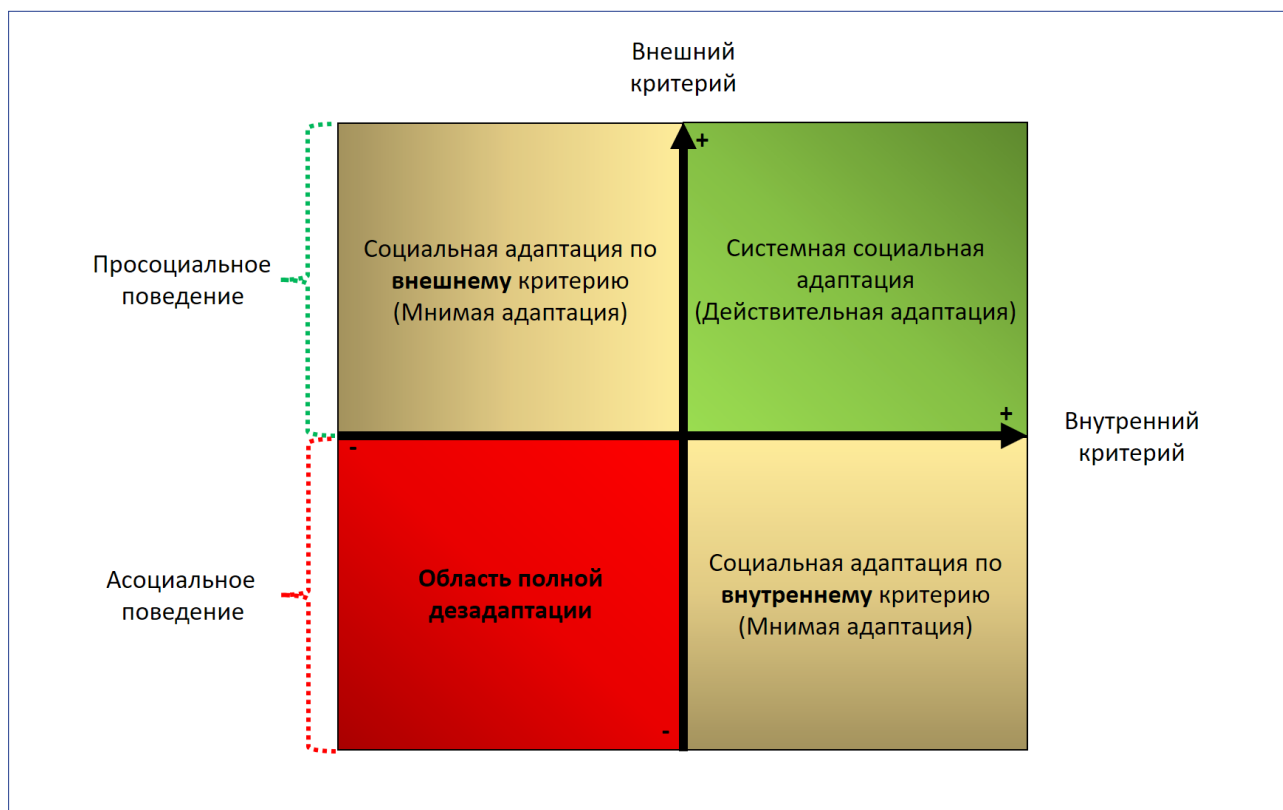 Внешний
критерий
+
Социальная адаптация по
внешнему критерию
(Мнимая адаптация)
Системная социальная
адаптация
(Действительная адаптация)
Просоциальное
поведение
+
Внутренний
критерий
-
Область полной
дезадаптации
Социальная адаптация по
внутреннему критерию
(Мнимая адаптация)
Асоциальное
поведение
-